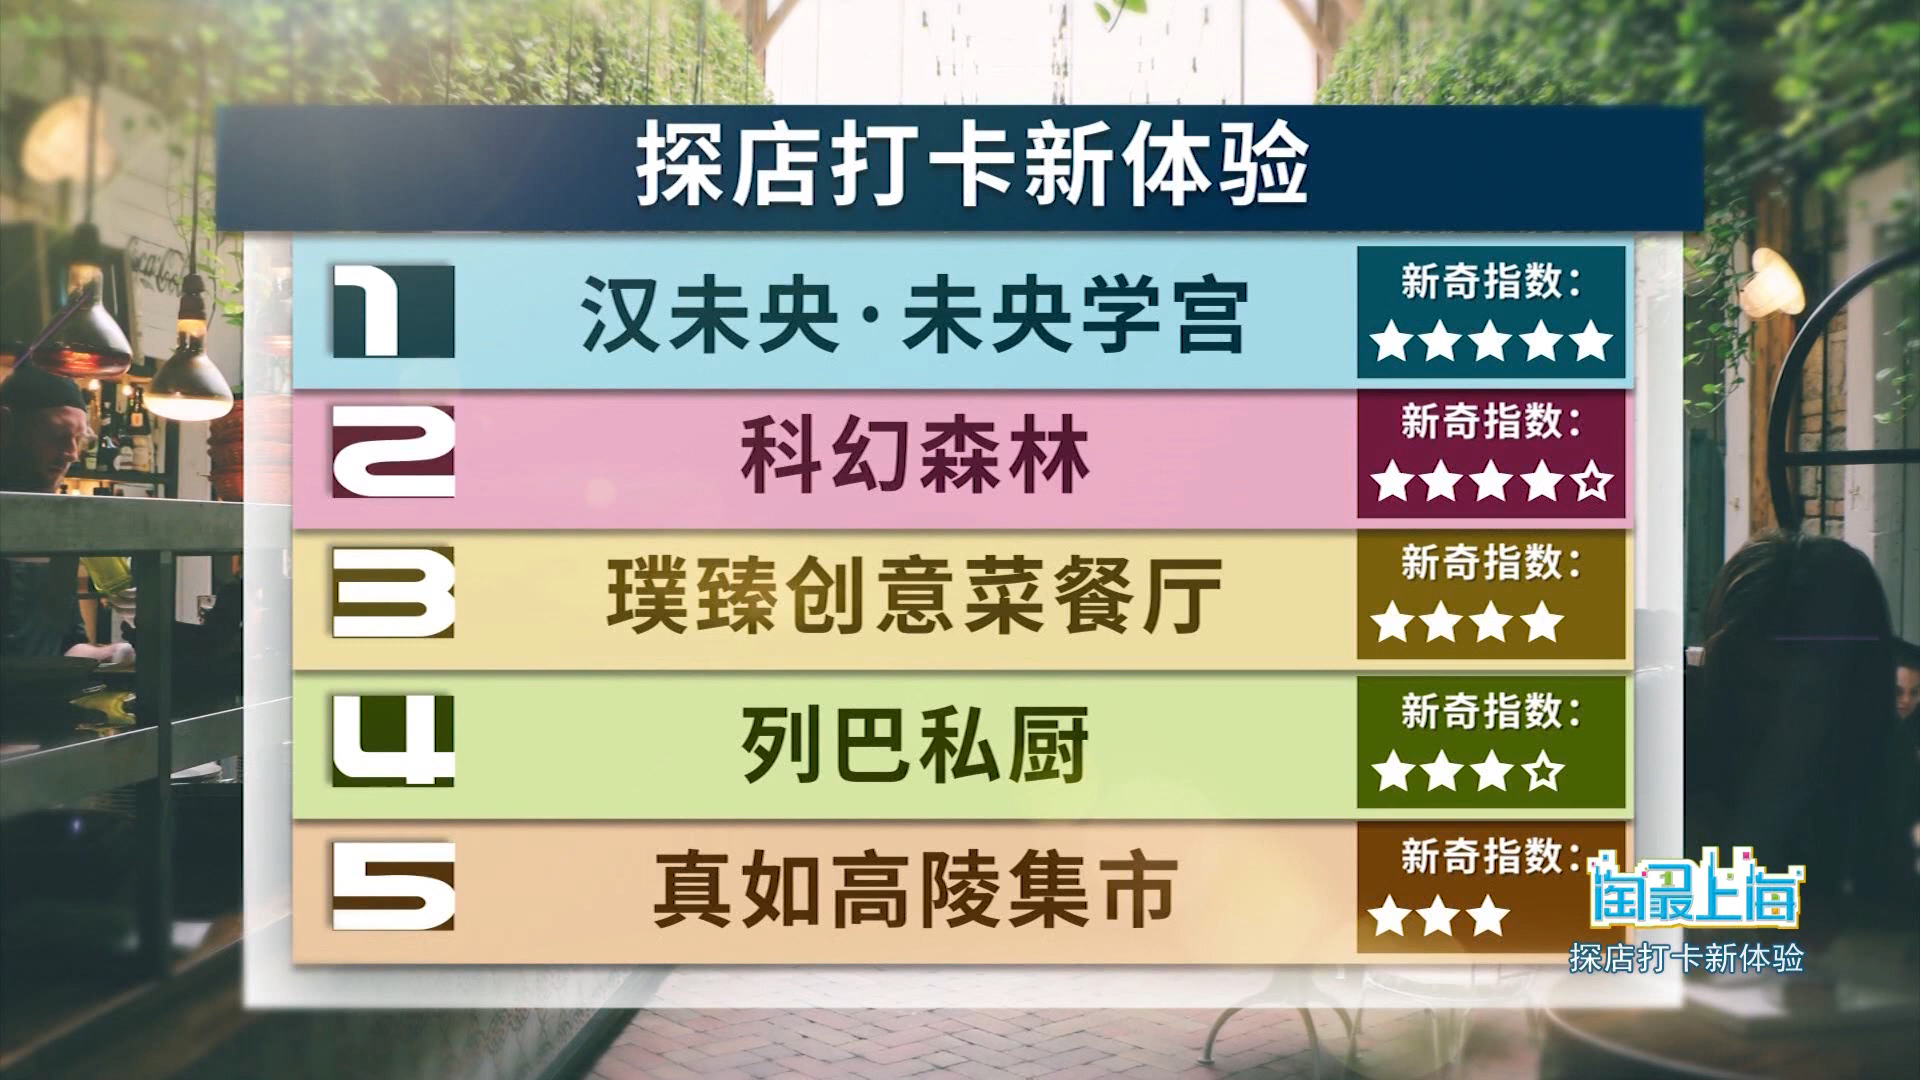 探店打卡新体验
1 汉未央·未央学宫 新奇指数：
★★★★★
2 科幻森林 新奇指数：
★★★★☆
3 璞臻创意菜餐厅 新奇指数：
★★★★
4 列巴私厨 新奇指数：
★★★☆
5 真如高陵集市 新奇指数：
★★★
淘最上海
探店打卡新体验